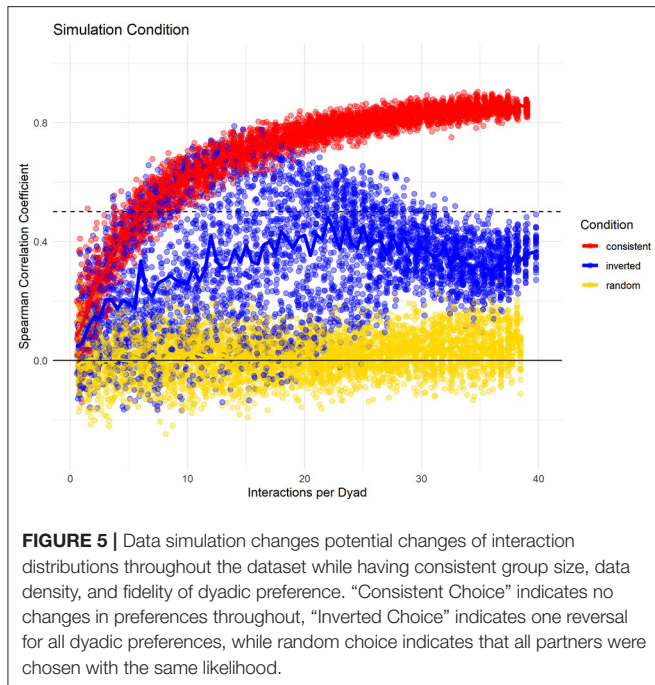 Simulation Condition
Spearman Correlation Coefficient
0.8
0.4
0.0
0
10
20
30
40
Interactions per Dyad
Condition
consistent
inverted
random
FIGURE 5 | Data simulation changes potential changes of interaction
distributions throughout the dataset while having consistent group size, data
density, and fidelity of dyadic preference. “Consistent Choice” indicates no
changes in preferences throughout, “Inverted Choice” indicates one reversal
for all dyadic preferences, while random choice indicates that all partners were
chosen with the same likelihood.